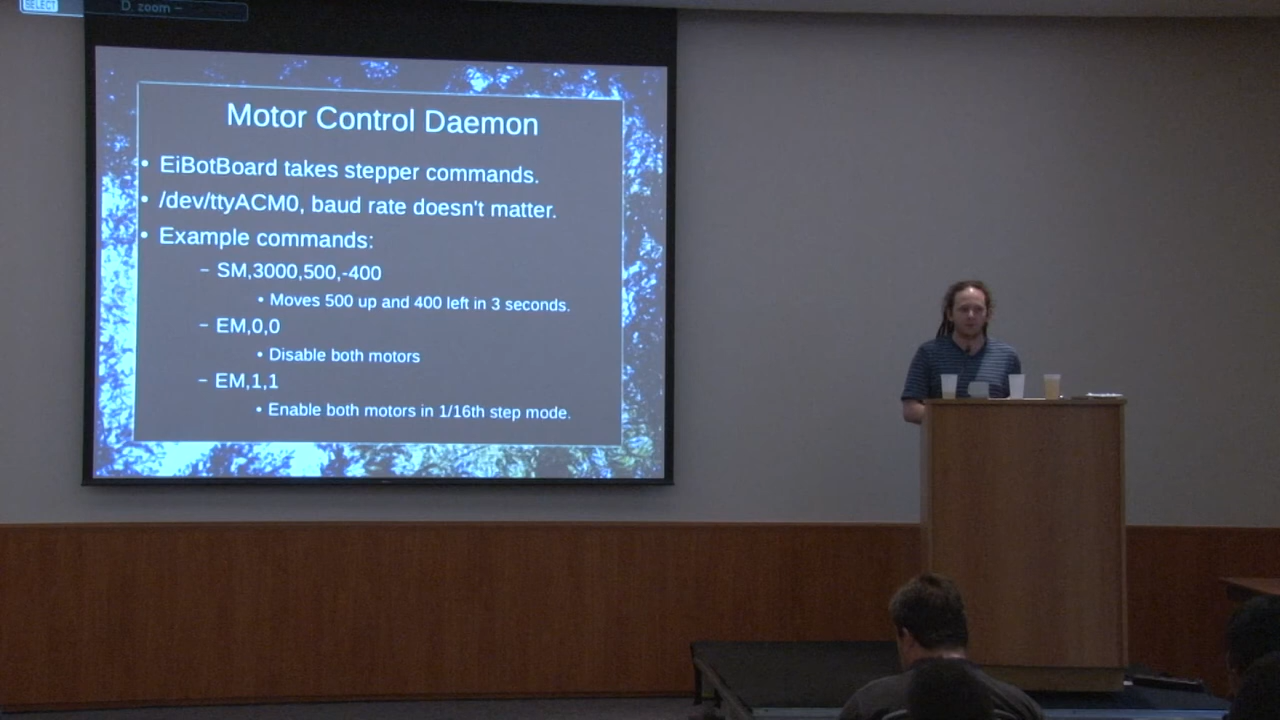 SELECT D. zoom –
Motor Control Daemon
• EiBotBoard takes stepper commands.
• /dev/ttyACM0, baud rate doesn't matter.
• Example commands:
– SM,3000,500,-400
• Moves 500 up and 400 left in 3 seconds.
– EM,0,0
• Disable both motors
– EM,1,1
• Enable both motors in 1/16th step mode.